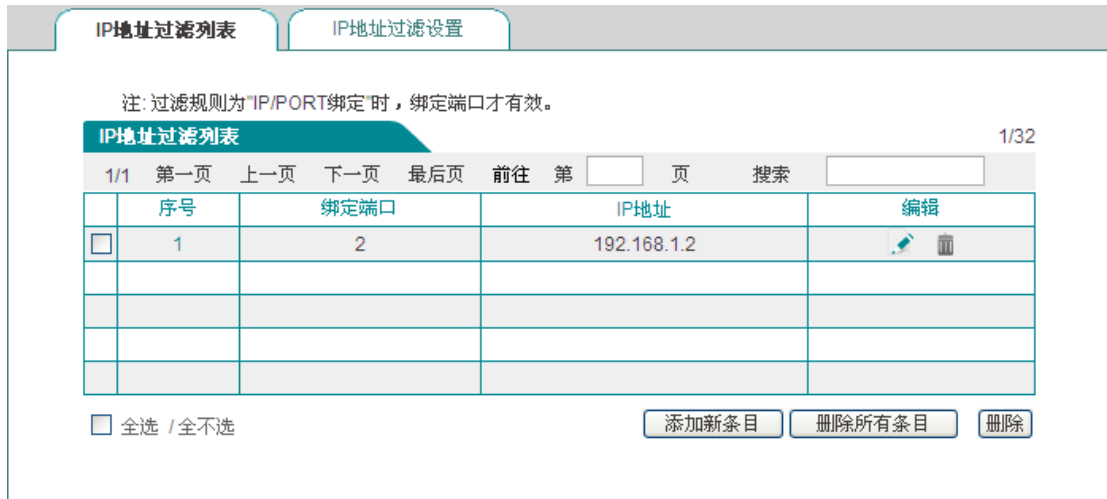 IP地址过滤列表 IP地址过滤设置
注: 过滤规则为"IP/PORT绑定"时，绑定端口才有效。
IP地址过滤列表 1/32
1/1 第一页 上一页 下一页 最后页 前往 第 页 搜索
序号 绑定端口 IP地址 编辑
1 2 192.168.1.2
全选 /全不选 添加新条目 删除所有条目 删除